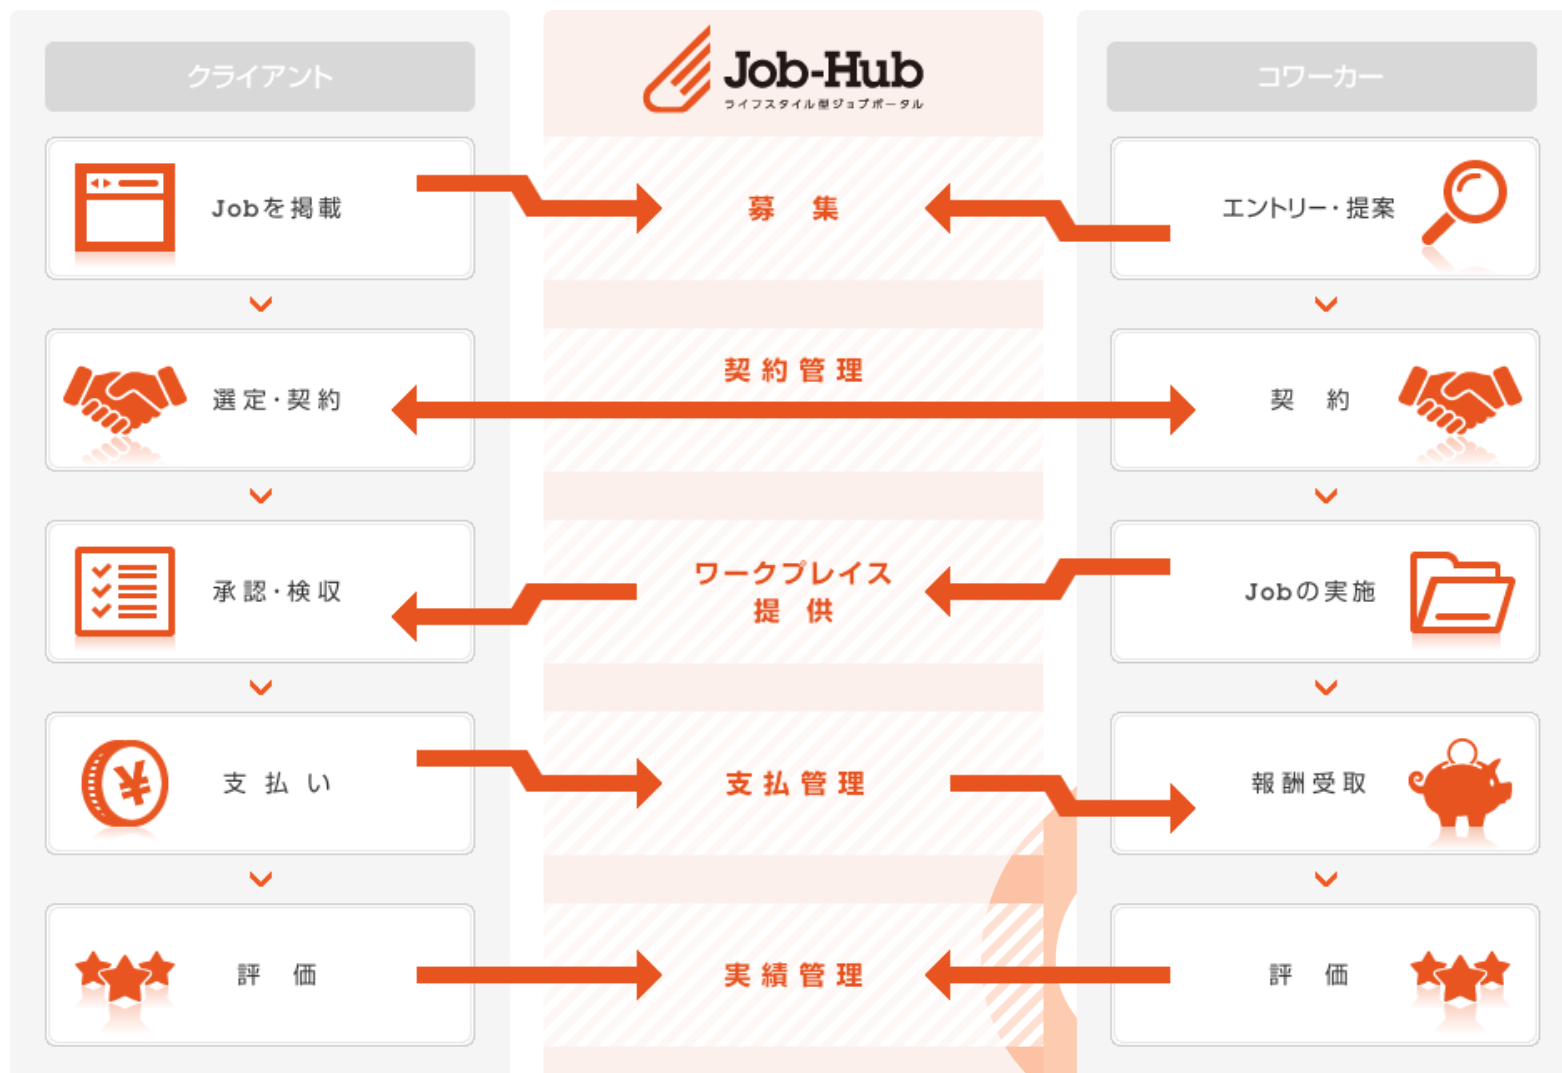 クライアント
Job-Hub
ライフスタイル型ジョブポータル
コワーカー
Jobを掲載
募 集
エントリー・提案
選定・契約
契約管理
契 約
承認・検収
ワークプレイス
提 供
Jobの実施
支 払 い
支払管理
報酬受取
評 価
実績管理
評 価